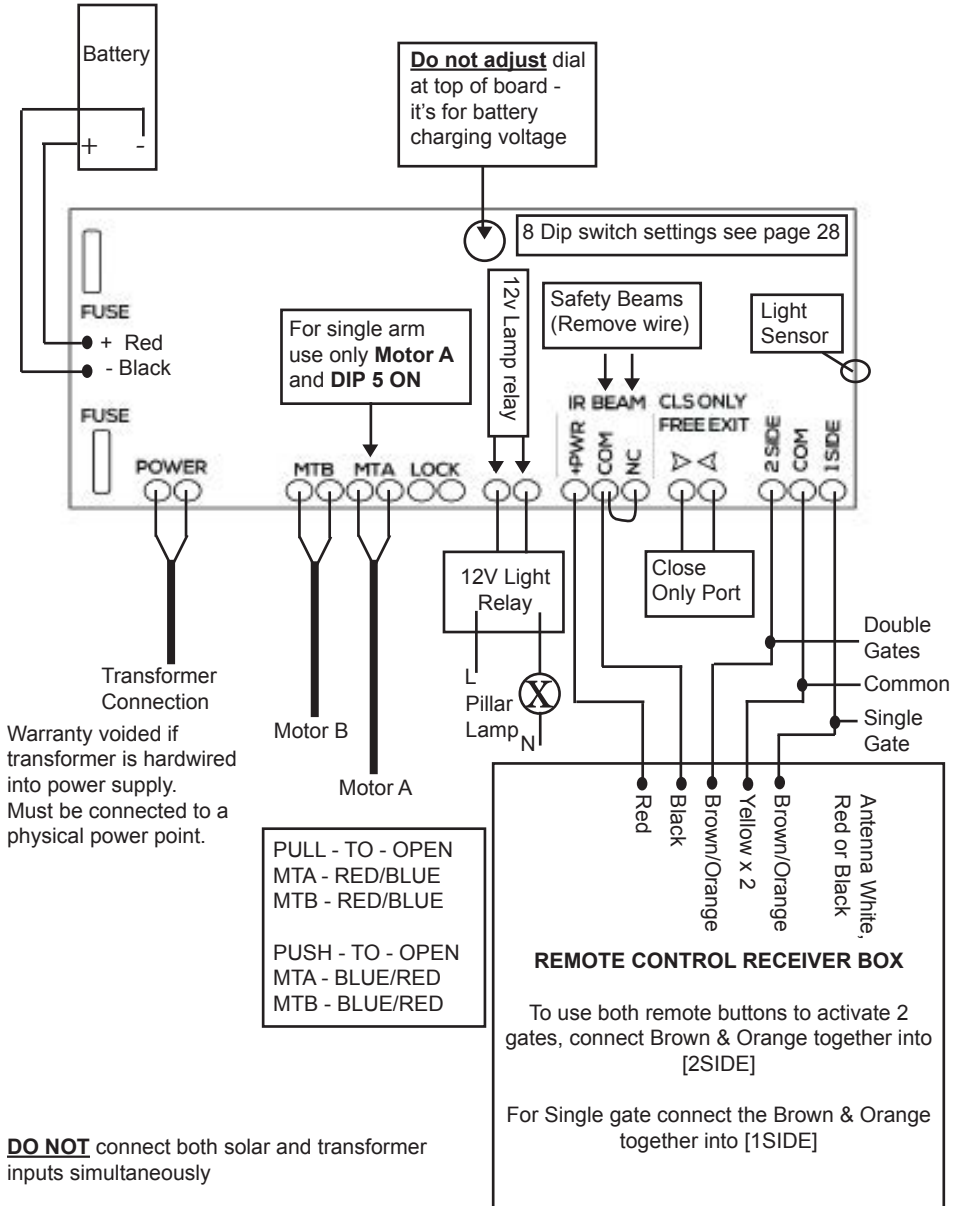 Battery
+ -
Do not adjust dial
at top of board -
it's for battery
charging voltage
8 Dip switch settings see page 28
FUSE
+ Red
- Black
FUSE
For single arm
use only Motor A
and DIP 5 ON
12v Lamp relay
Safety Beams
(Remove wire)
Light
Sensor
IR BEAM
CLS ONLY
FREE EXIT
POWER
MTB
MTA
LOCK
+PWR
COM
NC
2 SIDE
COM
1 SIDE
12V Light
Relay
Close
Only Port
L
Pillar
Lamp
N
X
Double
Gates
Common
Single
Gate
Transformer
Connection
Warranty voided if
transformer is hardwired
into power supply.
Must be connected to a
physical power point.
Motor B
Motor A
PULL - TO - OPEN
MTA - RED/BLUE
MTB - RED/BLUE
PUSH - TO - OPEN
MTA - BLUE/RED
MTB - BLUE/RED
Red
Black
Brown/Orange
Yellow x 2
Brown/Orange
Antenna White,
Red or Black
REMOTE CONTROL RECEIVER BOX
To use both remote buttons to activate 2
gates, connect Brown & Orange together into
[2SIDE]
For Single gate connect the Brown & Orange
together into [1SIDE]
DO NOT connect both solar and transformer
inputs simultaneously